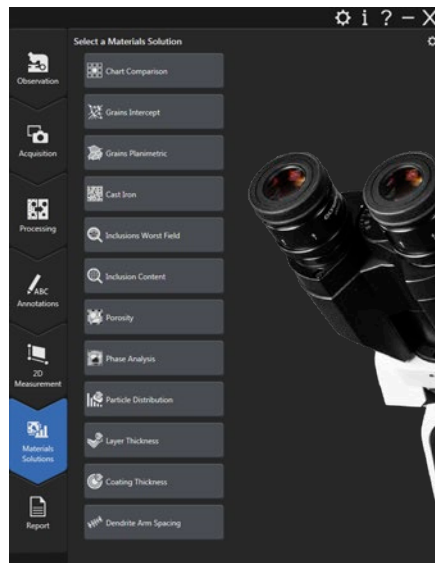 i ? – X
Select a Materials Solution
Observation
Acquisition
Processing
ABC
Annotations
2D
Measurement
Materials
Solutions
Report
Chart Comparison
Grains Intercept
Grains Planimetric
Cast Iron
Inclusions Worst Field
Inclusion Content
Porosity
Phase Analysis
Particle Distribution
Layer Thickness
Coating Thickness
Dendrite Arm Spacing